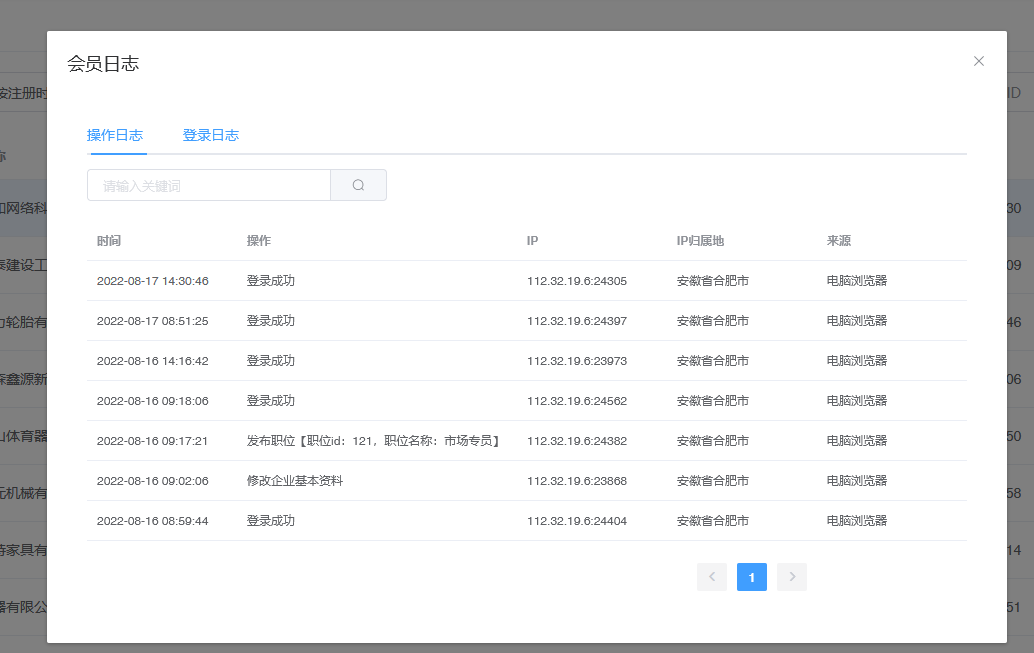 会员日志
操作日志 登录日志
请输入关键词
时间 操作 IP IP归属地 来源
2022-08-17 14:30:46 登录成功 112.32.19.6:24305 安徽省合肥市 电脑浏览器
2022-08-17 08:51:25 登录成功 112.32.19.6:24397 安徽省合肥市 电脑浏览器
2022-08-16 14:16:42 登录成功 112.32.19.6:23973 安徽省合肥市 电脑浏览器
2022-08-16 09:18:06 登录成功 112.32.19.6:24562 安徽省合肥市 电脑浏览器
2022-08-16 09:17:21 发布职位【职位id：121，职位名称：市场专员】 112.32.19.6:24382 安徽省合肥市 电脑浏览器
2022-08-16 09:02:06 修改企业基本资料 112.32.19.6:23868 安徽省合肥市 电脑浏览器
2022-08-16 08:59:44 登录成功 112.32.19.6:24404 安徽省合肥市 电脑浏览器
1
按注册时
ID
称
网络科
30
建设工
09
轮胎有
46
森鑫源新
06
山体育器
50
机械有
58
家具有
14
器有限公
51